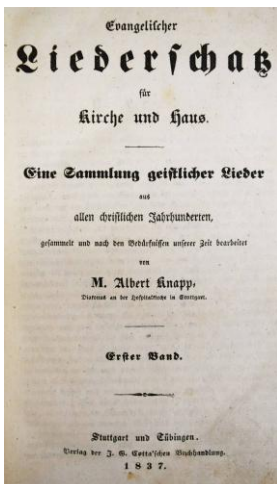 Evangelischer
Liederschatz
für
Kirche und Haus.
Eine Sammlung geistlicher Lieder
aus
allen christlichen Jahrhunderten,
gesammelt und nach den Bedürfnissen unserer Zeit bearbeitet
von
M. Albert Knapp,
Diakonus an der Hospitalkirche in Stuttgart.
Erster Band.
Stuttgart und Tübingen.
Verlag der J. G. Cotta'schen Buchhandlung.
1837.